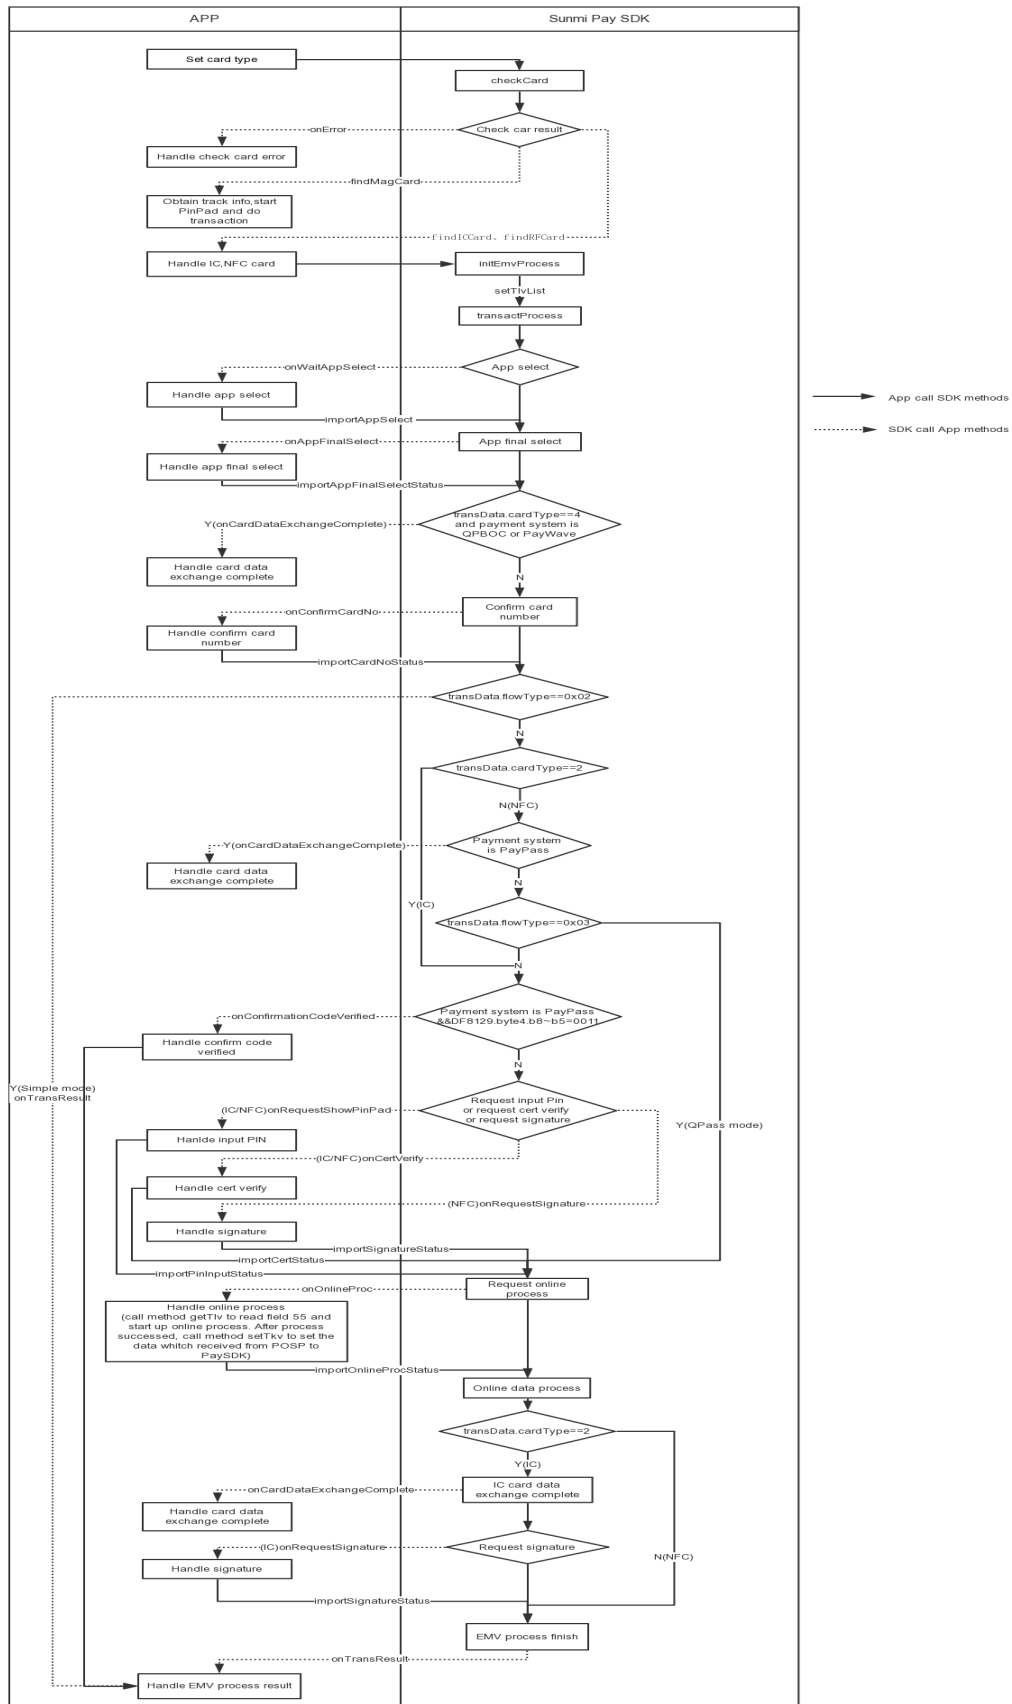 APP
Sunmi Pay SDK
Set card type
checkCard
onError
Check car result
Handle check card error
findMagCard
Obtain track info,start
PinPad and do
transaction
findICCard、findRFCard
Handle IC,NFC card
initEmvProcess
setTlvList
transactProcess
onWaitAppSelect
App select
Handle app select
App call SDK methods
importAppSelect
SDK call App methods
onAppFinalSelect
App final select
Handle app final select
importAppFinalSelectStatus
transData.cardType==4
and payment system is
QPBOC or PayWave
Y(onCardDataExchangeComplete)
Handle card data
exchange complete
N
onConfirmCardNo
Confirm card
number
Handle confirm card
number
importCardNoStatus
transData.flowType==0x02
N
transData.cardType==2
N(NFC)
Payment system
is PayPass
Y(onCardDataExchangeComplete)
Handle card data
exchange complete
N
Y(IC)
transData.flowType==0x03
N
Payment system is PayPass
&&DF8129.byte4.b8~b5=0011
onConfirmationCodeVerified
Handle confirm code
verified
N
Y(Simple mode)
onTransResult
Request input Pin
or request cert verify
or request signature
(IC/NFC)onRequestShowPinPad
Y(QPass mode)
Hanlde input PIN
(IC/NFC)onCertVerify
Handle cert verify
(NFC)onRequestSignature
Handle signature
importSignatureStatus
importCertStatus
importPinInputStatus
Request online
process
onOnlineProc
Handle online process
(call method getTlv to read field 55 and
start up online process. After process
successed, call method setTkv to set the
data whitch received from POSP to
PaySDK)
importOnlineProcStatus
Online data process
transData.cardType==2
Y(IC)
IC card data
exchange complete
onCardDataExchangeComplete
Handle card data
exchange complete
(IC)onRequestSignature
Request signature
N(NFC)
Handle signature
importSignatureStatus
EMV process finish
onTransResult
Handle EMV process result